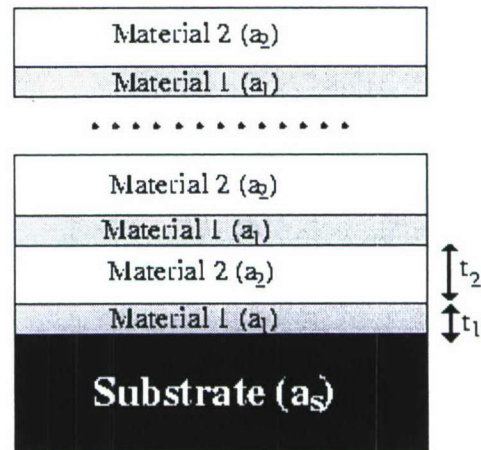 Material 2 (a₂)
Material 1 (a₁)
Material 2 (a₂)
Material 1 (a₁)
Material 2 (a₂)
t₂
Material 1 (a₁)
t₁
Substrate (aₛ)